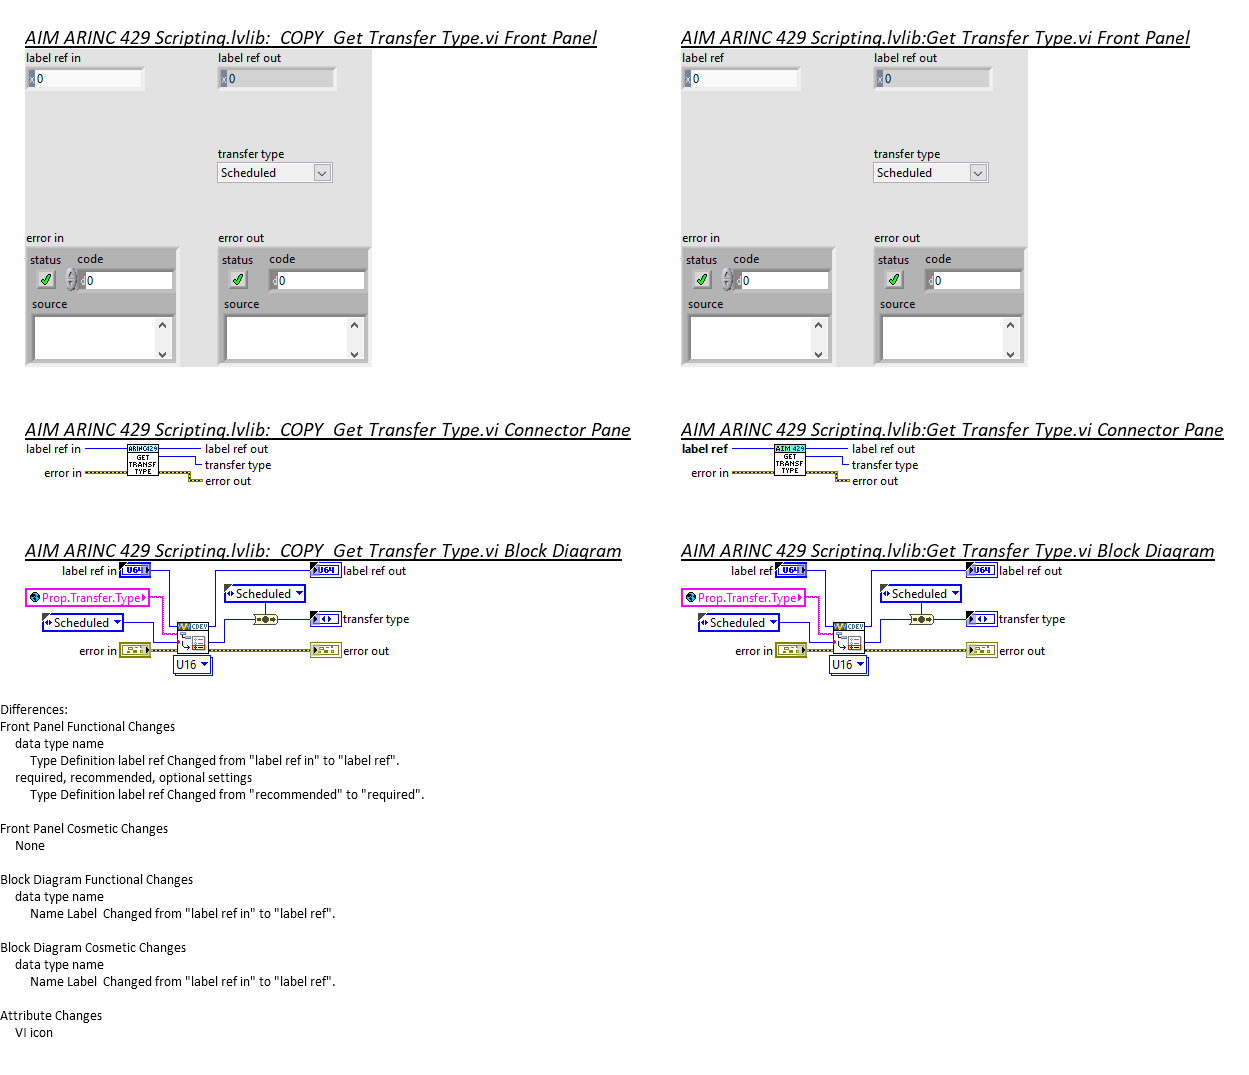 AIM ARINC 429 Scripting.lvlib:  COPY  Get Transfer Type.vi Front Panel
label ref in
label ref out
x 0
x 0
transfer type
Scheduled
error in
error out
status
code
status
code
d 0
d 0
source
source
AIM ARINC 429 Scripting.lvlib:Get Transfer Type.vi Front Panel
label ref
label ref out
x 0
x 0
transfer type
Scheduled
error in
error out
status
code
status
code
d 0
d 0
source
source
AIM ARINC 429 Scripting.lvlib:  COPY  Get Transfer Type.vi Connector Pane
label ref in
ARINC429
GET
TRANSF
TYPE
label ref out
transfer type
error in
error out
AIM ARINC 429 Scripting.lvlib:Get Transfer Type.vi Connector Pane
label ref
AIM 429
GET
TRANSF
TYPE
label ref out
transfer type
error in
error out
AIM ARINC 429 Scripting.lvlib:  COPY  Get Transfer Type.vi Block Diagram
label ref in
U64
U64
label ref out
Prop.Transfer.Type
Scheduled
Scheduled
transfer type
CDEV
error in
error out
U16
AIM ARINC 429 Scripting.lvlib:Get Transfer Type.vi Block Diagram
label ref
U64
U64
label ref out
Prop.Transfer.Type
Scheduled
Scheduled
transfer type
CDEV
error in
error out
U16
Differences:
Front Panel Functional Changes
data type name
Type Definition label ref Changed from "label ref in" to "label ref".
required, recommended, optional settings
Type Definition label ref Changed from "recommended" to "required".
Front Panel Cosmetic Changes
None
Block Diagram Functional Changes
data type name
Name Label  Changed from "label ref in" to "label ref".
Block Diagram Cosmetic Changes
data type name
Name Label  Changed from "label ref in" to "label ref".
Attribute Changes
VI icon